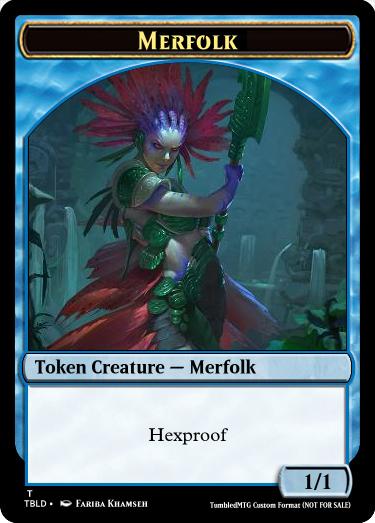 Merfolk
Token Creature — Merfolk
Hexproof
1/1
T
TBLD • Fariba Khamseh
TumbledMTG Custom Format (NOT FOR SALE)